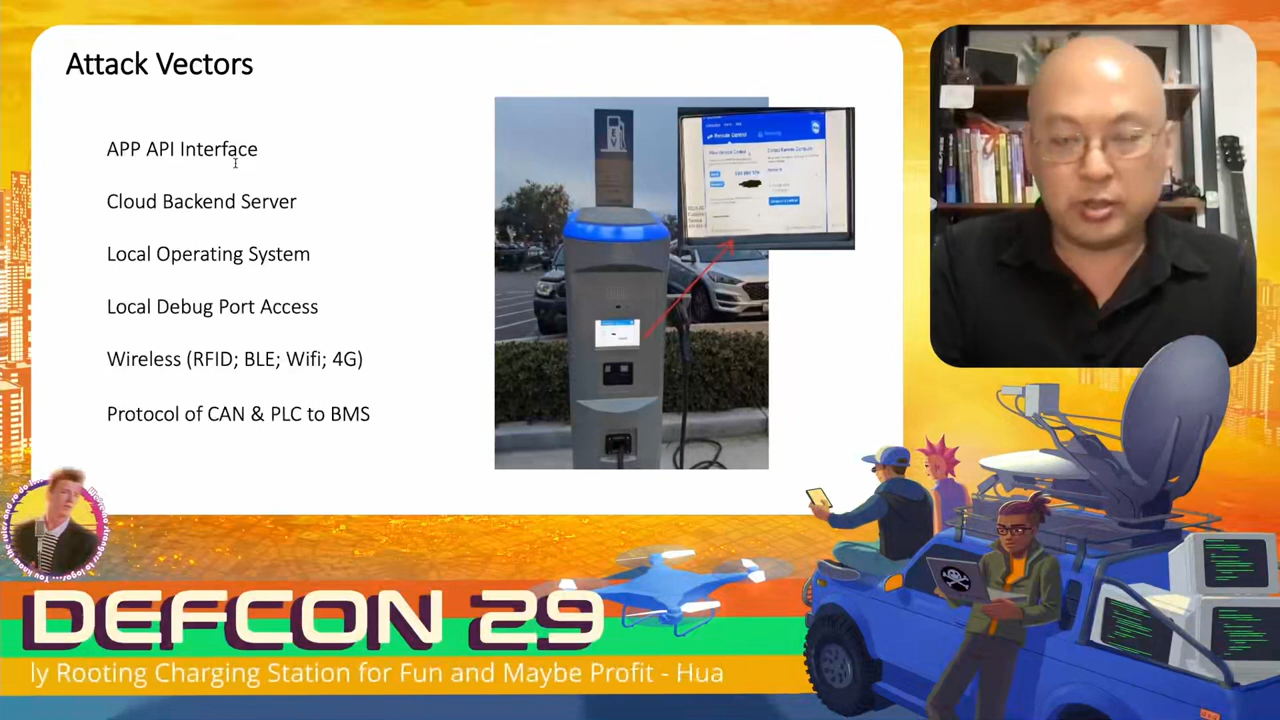 Attack Vectors
APP API Interface
Cloud Backend Server
Local Operating System
Local Debug Port Access
Wireless (RFID; BLE; Wifi; 4G)
Protocol of CAN & PLC to BMS
EV
Remote Control
DEFCON 29
ly Rooting Charging Station for Fun and Maybe Profit - Hua